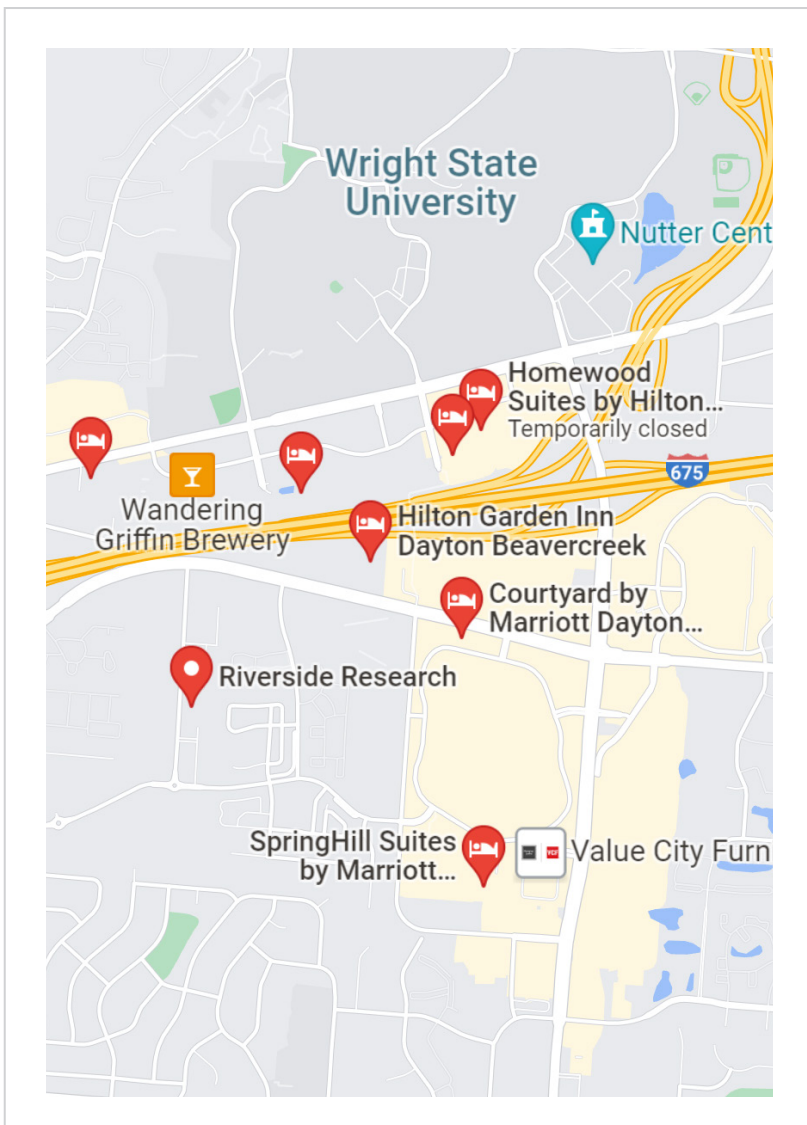 Wright State
University
Nutter Cent
Homewood
Suites by Hilton...
Temporarily closed
675
Wandering
Griffin Brewery
Hilton Garden Inn
Dayton Beavercreek
Courtyard by
Marriott Dayton...
Riverside Research
SpringHill Suites
by Marriott...
VCF
Value City Furn